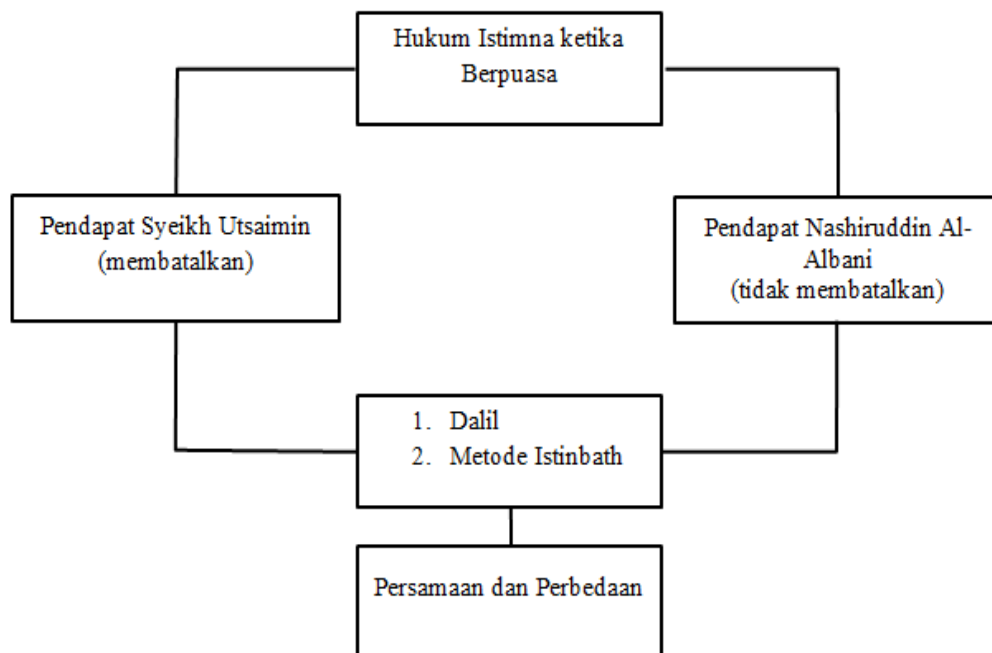 Hukum Istimna ketika
Berpuasa
Pendapat Syeikh Utsaimin
(membatalkan)
Pendapat Nashiruddin Al-
Albani
(tidak membatalkan)
1. Dalil
2. Metode Istinbath
Persamaan dan Perbedaan